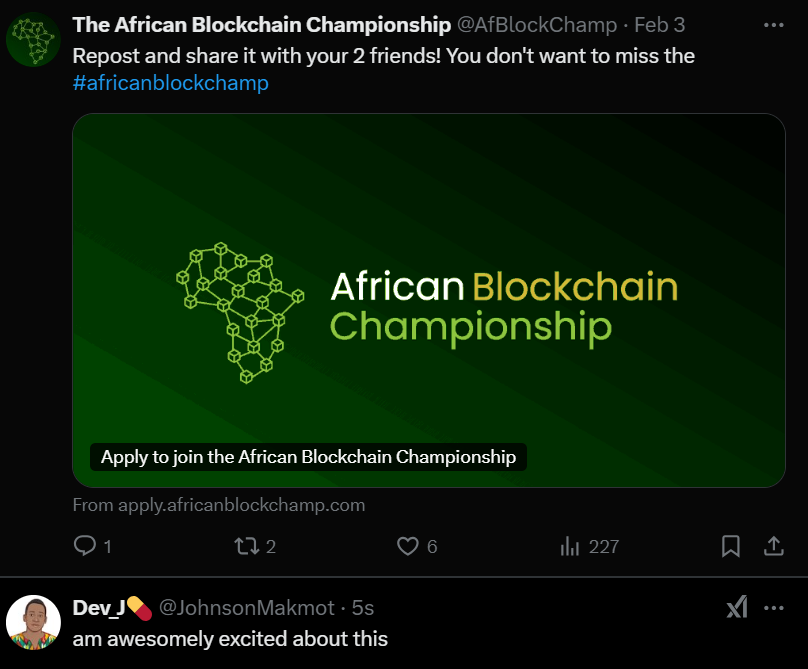 The African Blockchain Championship @AfBlockChamp · Feb 3
Repost and share it with your 2 friends! You don't want to miss the
#africanblockchamp
African Blockchain
Championship
Apply to join the African Blockchain Championship
From apply.africanblockchamp.com
1 2 6 227
Dev_J💊 @JohnsonMakmot · 5s
am awesomely excited about this